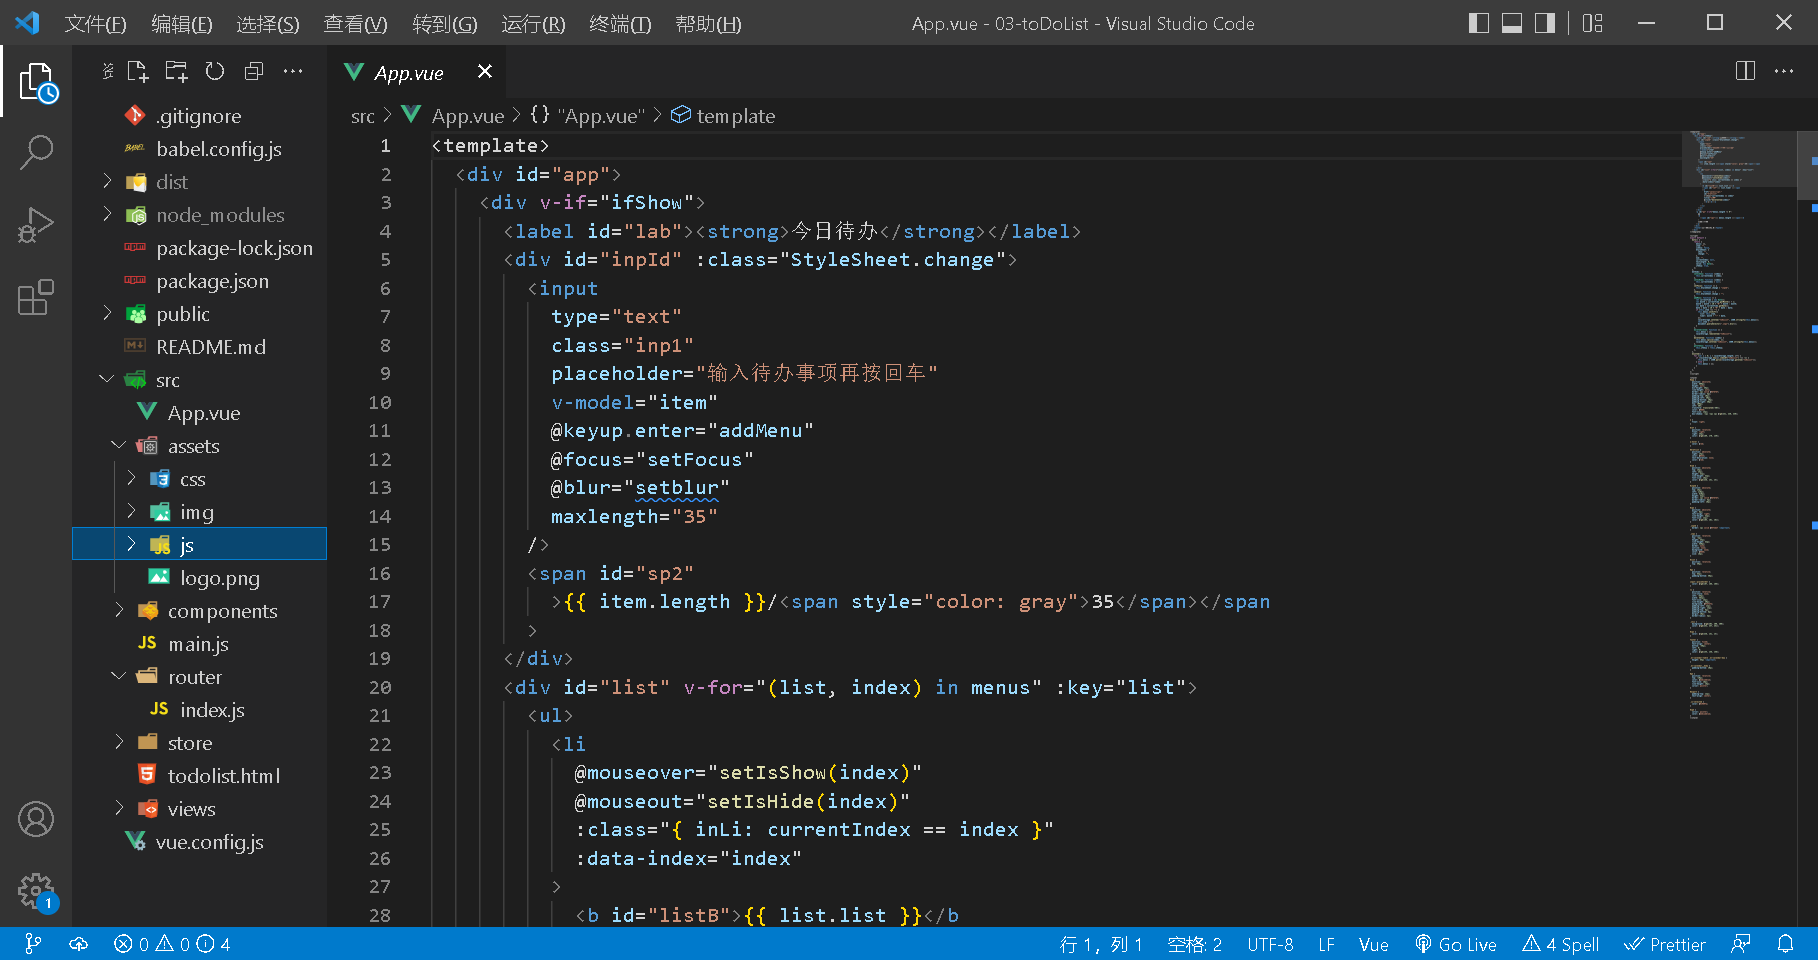 文件(F) 编辑(E) 选择(S) 查看(V) 转到(G) 运行(R) 终端(T) 帮助(H) App.vue - 03-toDoList - Visual Studio Code
App.vue
.gitignore
babel.config.js
dist
node_modules
package-lock.json
package.json
public
README.md
src
App.vue
assets
css
img
js
logo.png
components
main.js
router
index.js
store
todolist.html
views
vue.config.js
1
src > App.vue > {} "App.vue" > template
1 <template>
2 <div id="app">
3 <div v-if="ifShow">
4 <label id="lab"><strong>今日待办</strong></label>
5 <div id="inpId" :class="StyleSheet.change">
6 <input
7 type="text"
8 class="inp1"
9 placeholder="输入待办事项再按回车"
10 v-model="item"
11 @keyup.enter="addMenu"
12 @focus="setFocus"
13 @blur="setblur"
14 maxlength="35"
15 />
16 <span id="sp2"
17 >{{ item.length }}/<span style="color: gray">35</span></span
18 >
19 </div>
20 <div id="list" v-for="(list, index) in menus" :key="list">
21 <ul>
22 <li
23 @mouseover="setIsShow(index)"
24 @mouseout="setIsHide(index)"
25 :class="{ inLi: currentIndex == index }"
26 :data-index="index"
27 >
28 <b id="listB">{{ list.list }}</b
0 0 4 行 1，列 1 空格: 2 UTF-8 LF Vue Go Live 4 Spell Prettier